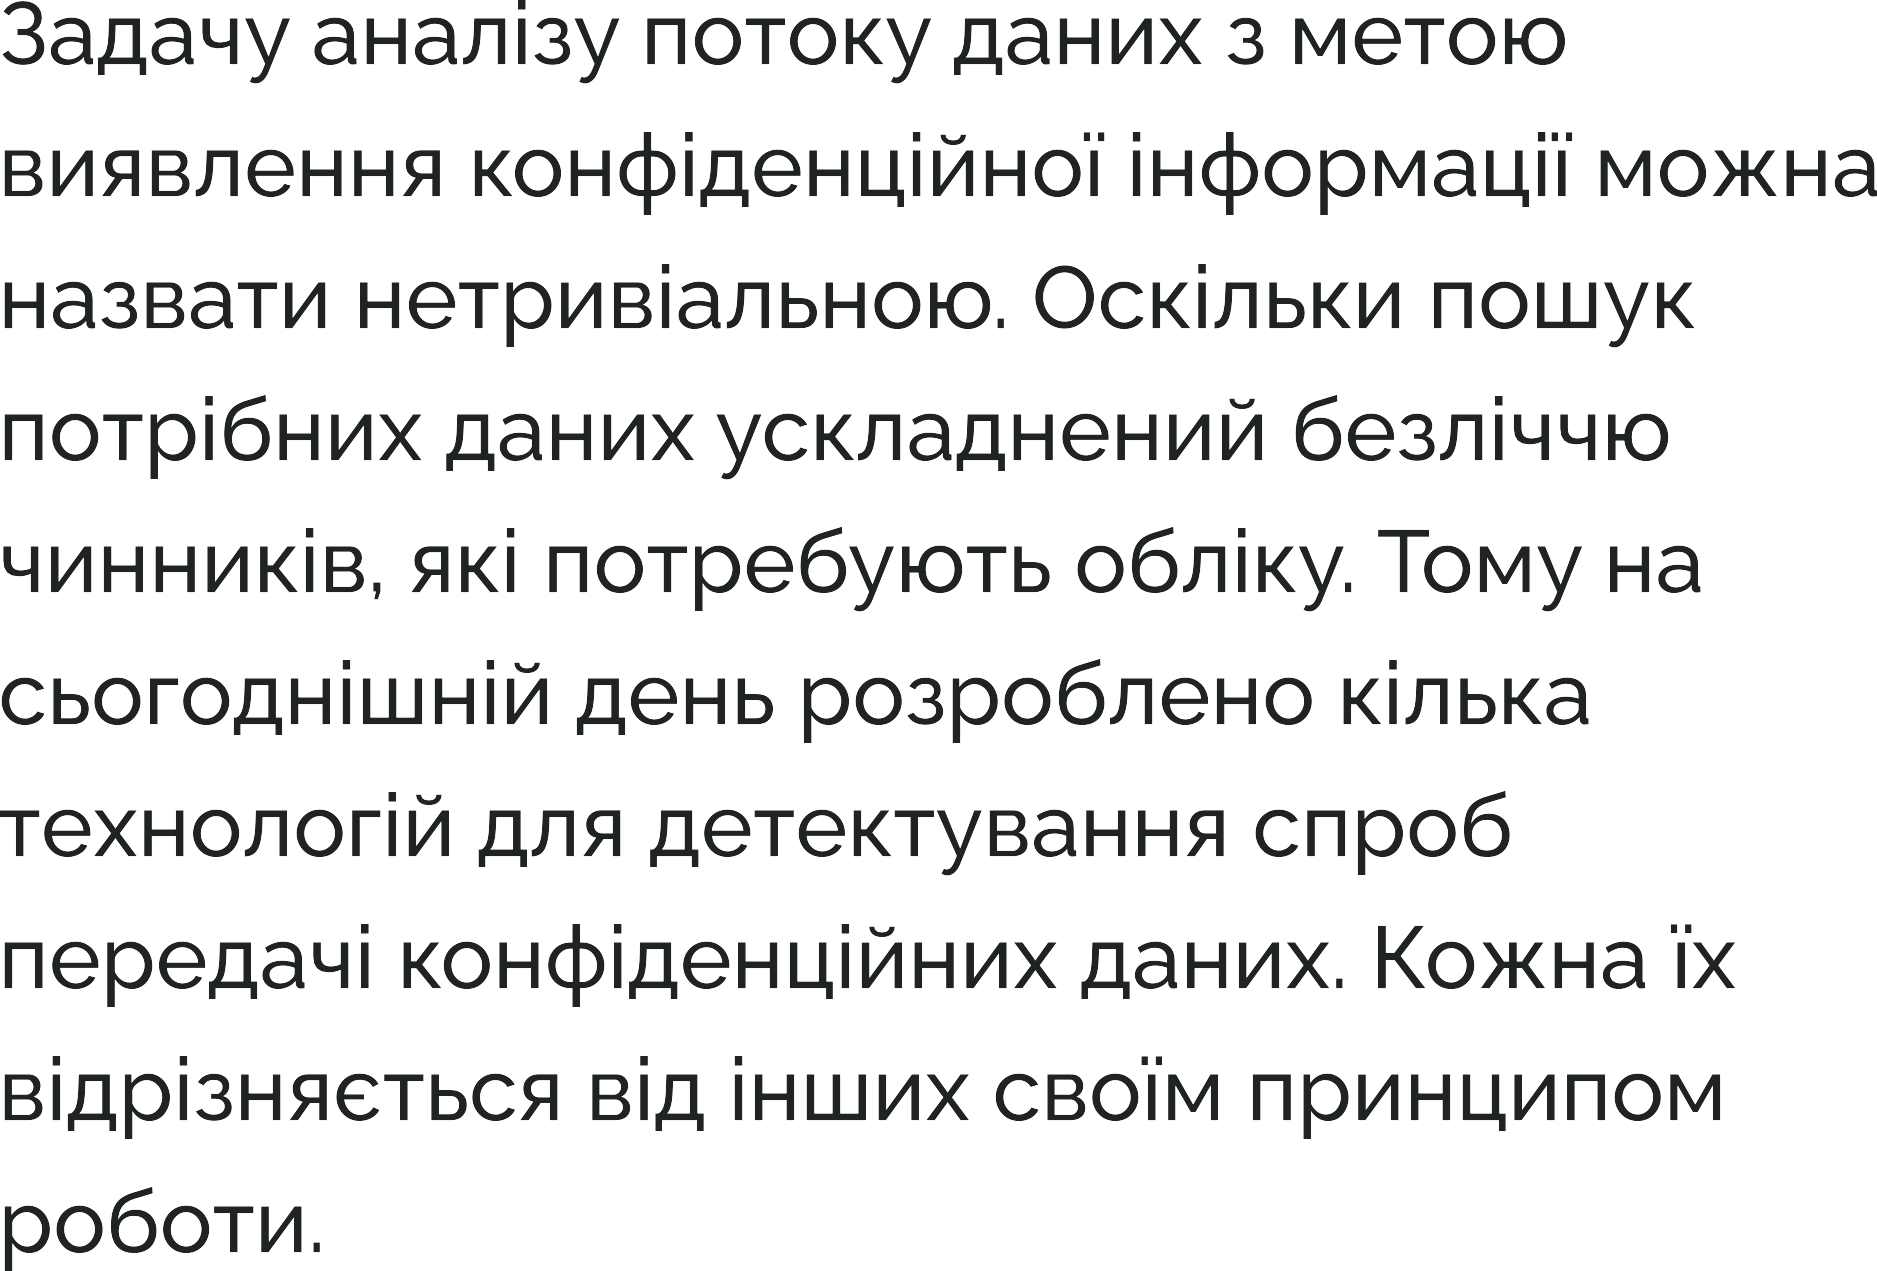 Задачу аналізу потоку даних з метою
виявлення конфіденційної інформації можна
назвати нетривіальною. Оскільки пошук
потрібних даних ускладнений безліччю
чинників, які потребують обліку. Тому на
сьогоднішній день розроблено кілька
технологій для детектування спроб
передачі конфіденційних даних. Кожна їх
відрізняється від інших своїм принципом
роботи.